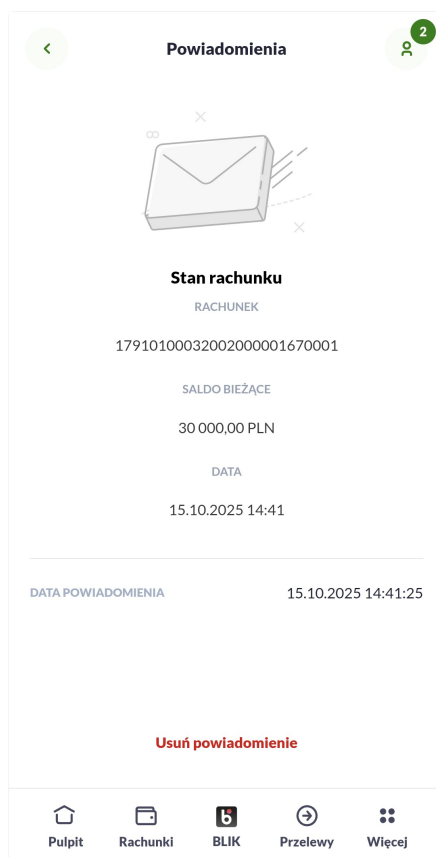 2
Powiadomienia
Stan rachunku
RACHUNEK
17910100032002000001670001
SALDO BIEŻĄCE
30 000,00 PLN
DATA
15.10.2025 14:41
DATA POWIADOMIENIA 15.10.2025 14:41:25
Usuń powiadomienie
Pulpit Rachunki BLIK Przelewy Więcej